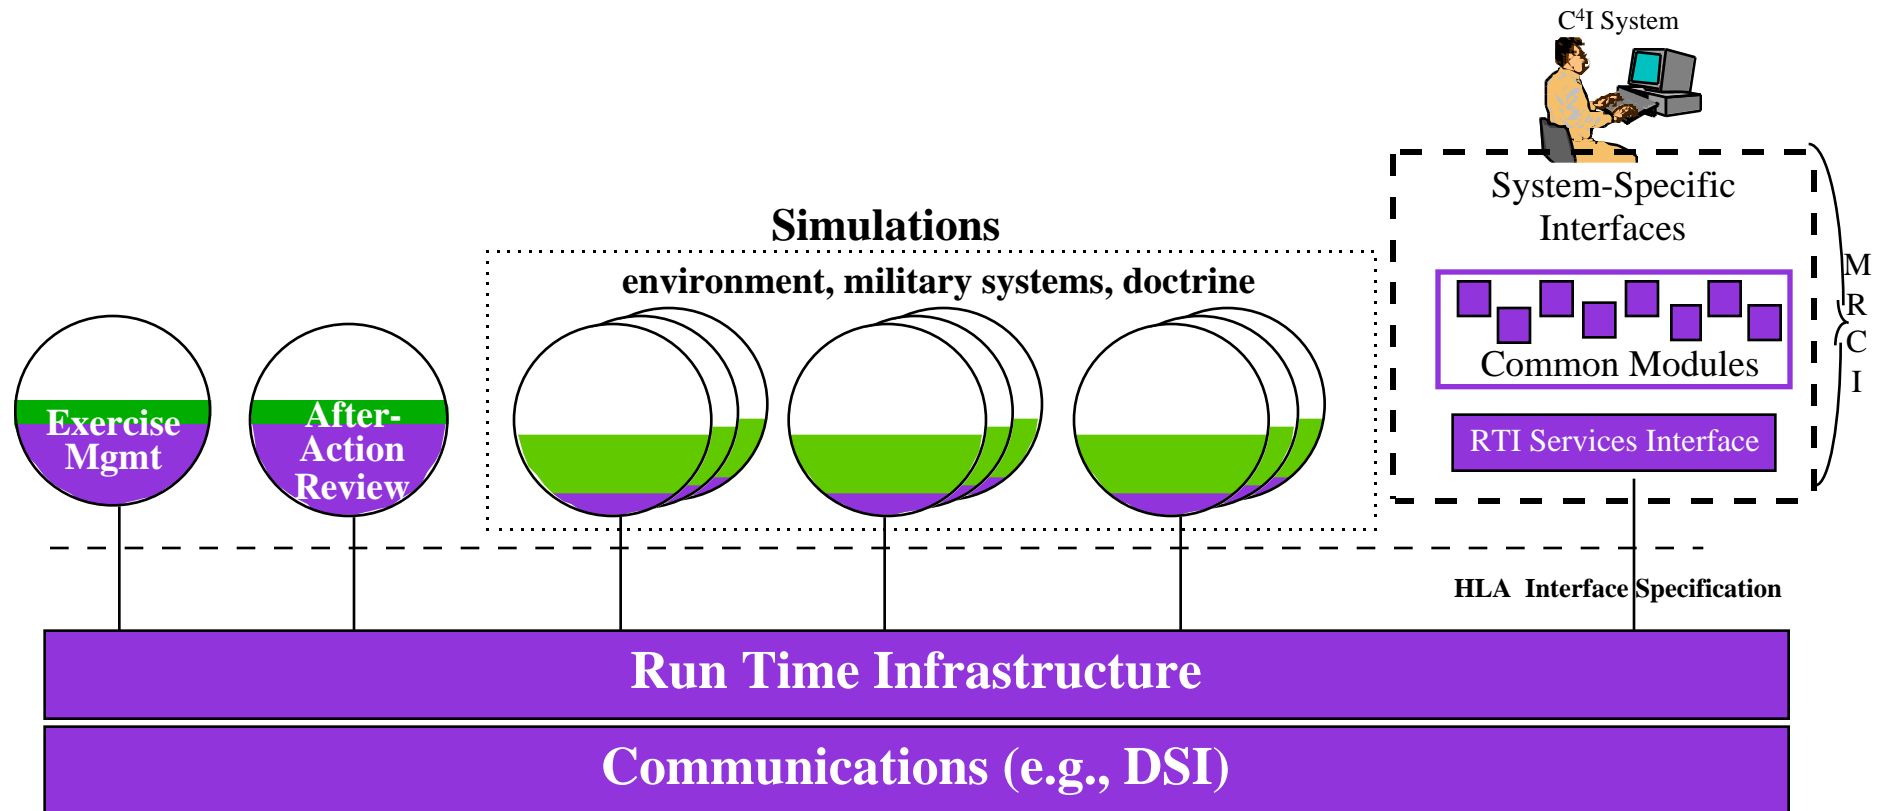 C⁴I System
System-Specific
Interfaces
Simulations
environment, military systems, doctrine
M
R
C
I
Common Modules
Exercise
Mgmt
After-
Action
Review
RTI Services Interface
HLA Interface Specification
Run Time Infrastructure
Communications (e.g., DSI)